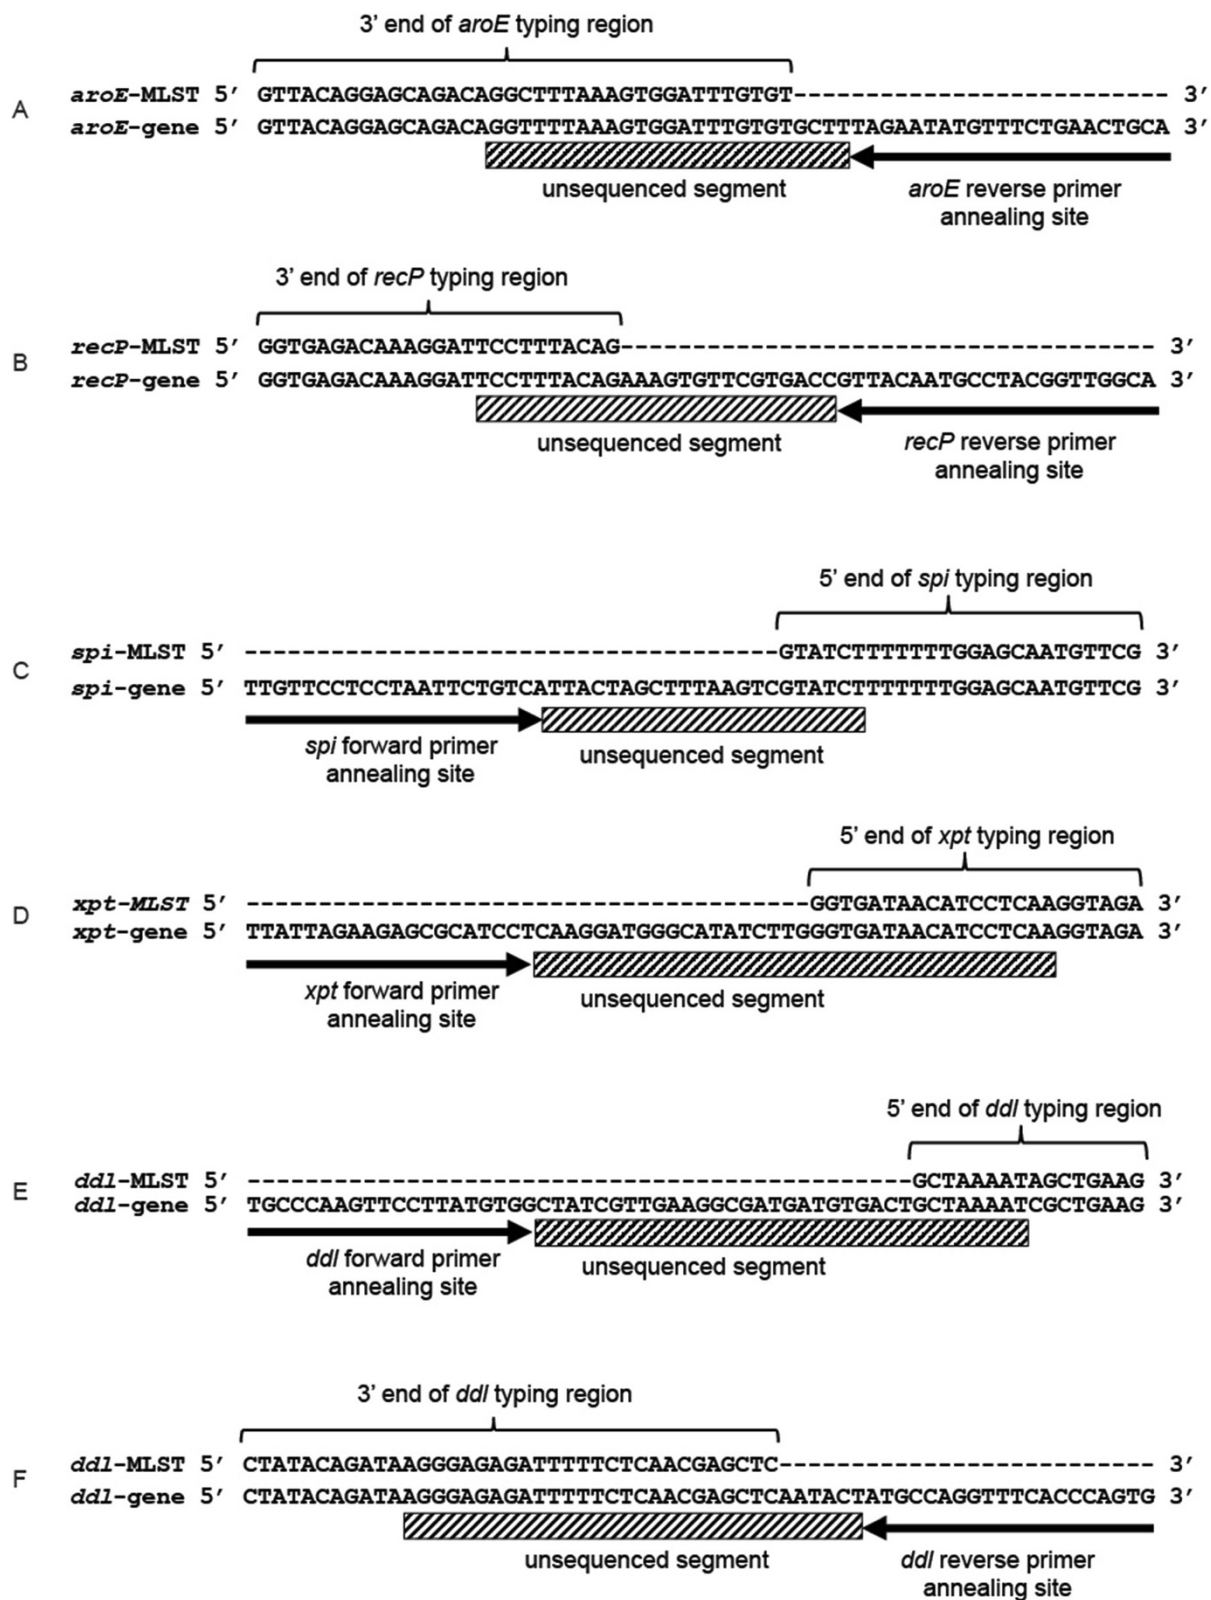 3’ end of aroE typing region
A
aroE-MLST 5’ GTTACAGGAGCAGACAGGCTTTAAAGTGGATTTGTGT-------------------------- 3’
aroE-gene 5’ GTTACAGGAGCAGACAGGTTTTAAAGTGGATTTGTGTGCTTTAGAATATGTTTCTGAACTGCA 3’
unsequenced segment
aroE reverse primer
annealing site
3’ end of recP typing region
B
recP-MLST 5’ GGTGAGACAAAGGATTCCTTTACAG------------------------------------- 3’
recP-gene 5’ GGTGAGACAAAGGATTCCTTTACAGAAAGTGTTCGTGACCGTTACAATGCCTACGGTTGGCA 3’
unsequenced segment
recP reverse primer
annealing site
5’ end of spi typing region
C
spi-MLST 5’ -------------------------------------GTATCTTTTTTTGGAGCAATGTTCG 3’
spi-gene 5’ TTGTTCCTCCTAATTCTGTCATTACTAGCTTTAAGTCGTATCTTTTTTTGGAGCAATGTTCG 3’
spi forward primer
annealing site
unsequenced segment
5’ end of xpt typing region
D
xpt-MLST 5’ ---------------------------------------GGTGATAACATCCTCAAGGTAGA 3’
xpt-gene 5’ TTATTAGAAGAGCGCATCCTCAAGGATGGGCATATCTTGGGTGATAACATCCTCAAGGTAGA 3’
xpt forward primer
annealing site
unsequenced segment
5’ end of ddl typing region
E
ddl-MLST 5’ ----------------------------------------------GCTAAAATAGCTGAAG 3’
ddl-gene 5’ TGCCCAAGTTCCTTATGTGGCTATCGTTGAAGGCGATGATGTGACTGCTAAAATCGCTGAAG 3’
ddl forward primer
annealing site
unsequenced segment
3’ end of ddl typing region
F
ddl-MLST 5’ CTATACAGATAAGGGAGAGATTTTTCTCAACGAGCTC-------------------------- 3’
ddl-gene 5’ CTATACAGATAAGGGAGAGATTTTTCTCAACGAGCTCAATACTATGCCAGGTTTCACCCAGTG 3’
unsequenced segment
ddl reverse primer
annealing site